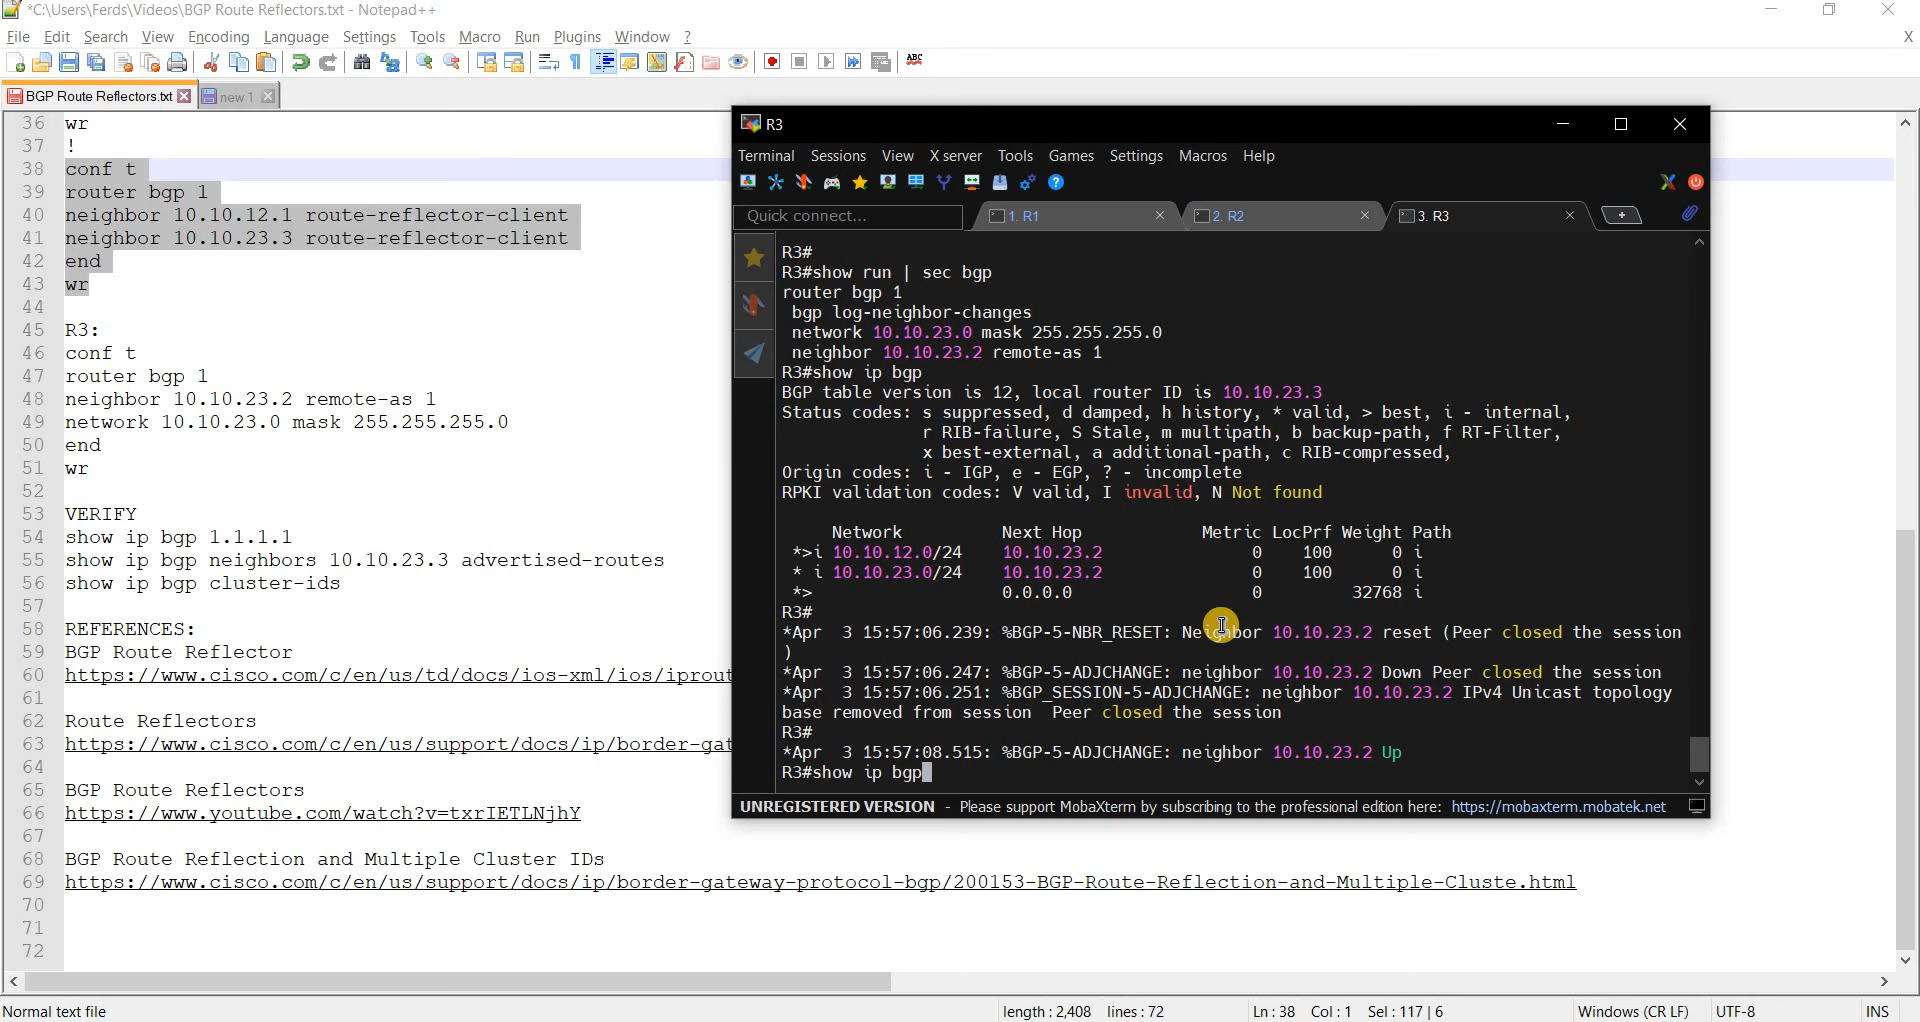 *C:\Users\Ferds\Videos\BGP Route Reflectors.txt - Notepad++
File Edit Search View Encoding Language Settings Tools Macro Run Plugins Window ? X
BGP Route Reflectors.txt new 1
36 wr
37 !
38 conf t
39 router bgp 1
40 neighbor 10.10.12.1 route-reflector-client
41 neighbor 10.10.23.3 route-reflector-client
42 end
43 wr
44
45 R3:
46 conf t
47 router bgp 1
48 neighbor 10.10.23.2 remote-as 1
49 network 10.10.23.0 mask 255.255.255.0
50 end
51 wr
52
53 VERIFY
54 show ip bgp 1.1.1.1
55 show ip bgp neighbors 10.10.23.3 advertised-routes
56 show ip bgp cluster-ids
57
58 REFERENCES:
59 BGP Route Reflector
60 https://www.cisco.com/c/en/us/td/docs/ios-xml/ios/iprout
61
62 Route Reflectors
63 https://www.cisco.com/c/en/us/support/docs/ip/border-gat
64
65 BGP Route Reflectors
66 https://www.youtube.com/watch?v=txrIETLNjhY
67
68 BGP Route Reflection and Multiple Cluster IDs
69 https://www.cisco.com/c/en/us/support/docs/ip/border-gateway-protocol-bgp/200153-BGP-Route-Reflection-and-Multiple-Cluste.html
70
71
72
R3
Terminal Sessions View X server Tools Games Settings Macros Help
Quick connect... 1. R1 2. R2 3. R3
R3#
R3#show run | sec bgp
router bgp 1
bgp log-neighbor-changes
network 10.10.23.0 mask 255.255.255.0
neighbor 10.10.23.2 remote-as 1
R3#show ip bgp
BGP table version is 12, local router ID is 10.10.23.3
Status codes: s suppressed, d damped, h history, * valid, > best, i - internal,
r RIB-failure, S Stale, m multipath, b backup-path, f RT-Filter,
x best-external, a additional-path, c RIB-compressed,
Origin codes: i - IGP, e - EGP, ? - incomplete
RPKI validation codes: V valid, I invalid, N Not found
Network Next Hop Metric LocPrf Weight Path
*>i 10.10.12.0/24 10.10.23.2 0 100 0 i
* i 10.10.23.0/24 10.10.23.2 0 100 0 i
*> 0.0.0.0 0 32768 i
R3#
*Apr 3 15:57:06.239: %BGP-5-NBR_RESET: Neighbor 10.10.23.2 reset (Peer closed the session
)
*Apr 3 15:57:06.247: %BGP-5-ADJCHANGE: neighbor 10.10.23.2 Down Peer closed the session
*Apr 3 15:57:06.251: %BGP_SESSION-5-ADJCHANGE: neighbor 10.10.23.2 IPv4 Unicast topology
base removed from session Peer closed the session
R3#
*Apr 3 15:57:08.515: %BGP-5-ADJCHANGE: neighbor 10.10.23.2 Up
R3#show ip bgp
UNREGISTERED VERSION - Please support MobaXterm by subscribing to the professional edition here: https://mobaxterm.mobatek.net
Normal text file length : 2,408 lines : 72 Ln : 38 Col : 1 Sel : 117 | 6 Windows (CR LF) UTF-8 INS